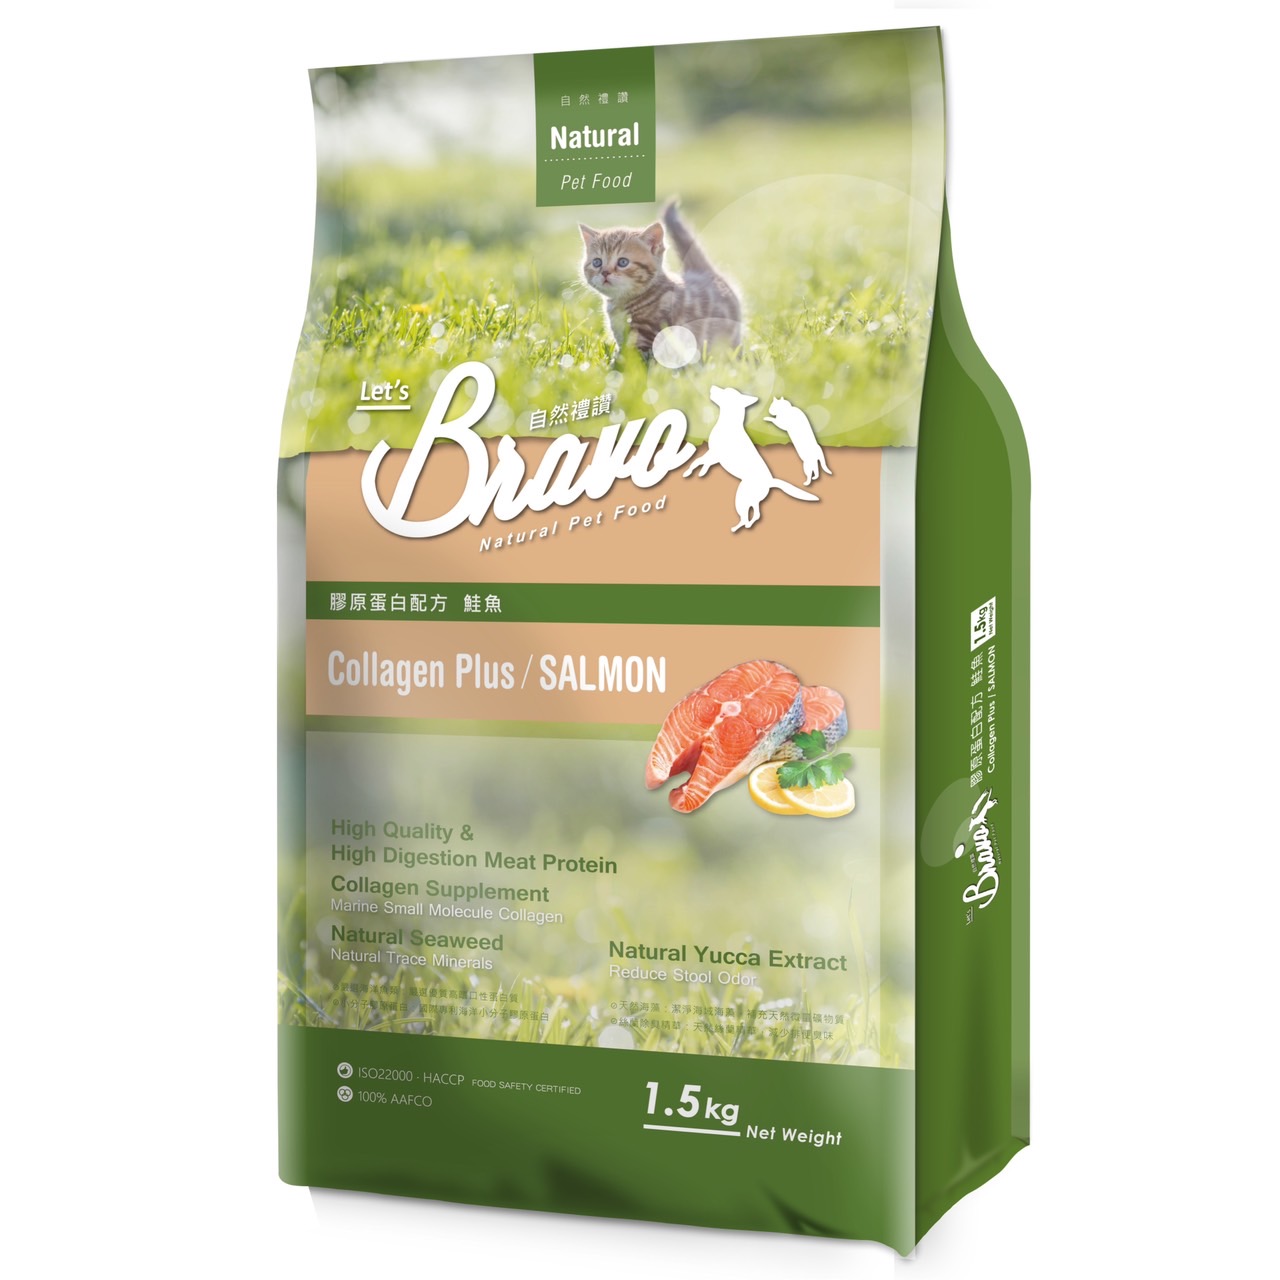 自然禮讚
Natural
Pet Food
Let's
自然禮讚
Bravo
Natural Pet Food
膠原蛋白配方 鮭魚
Collagen Plus / SALMON
High Quality &
High Digestion Meat Protein
Collagen Supplement
Marine Small Molecule Collagen
Natural Seaweed
Natural Trace Minerals
Natural Yucca Extract
Reduce Stool Odor
ISO22000 · HACCP FOOD SAFETY CERTIFIED
100% AAFCO
1.5kg
Net Weight
Let's
Bravo
膠原蛋白配方 鮭魚
Collagen Plus / SALMON
1.5kg
Net Weight